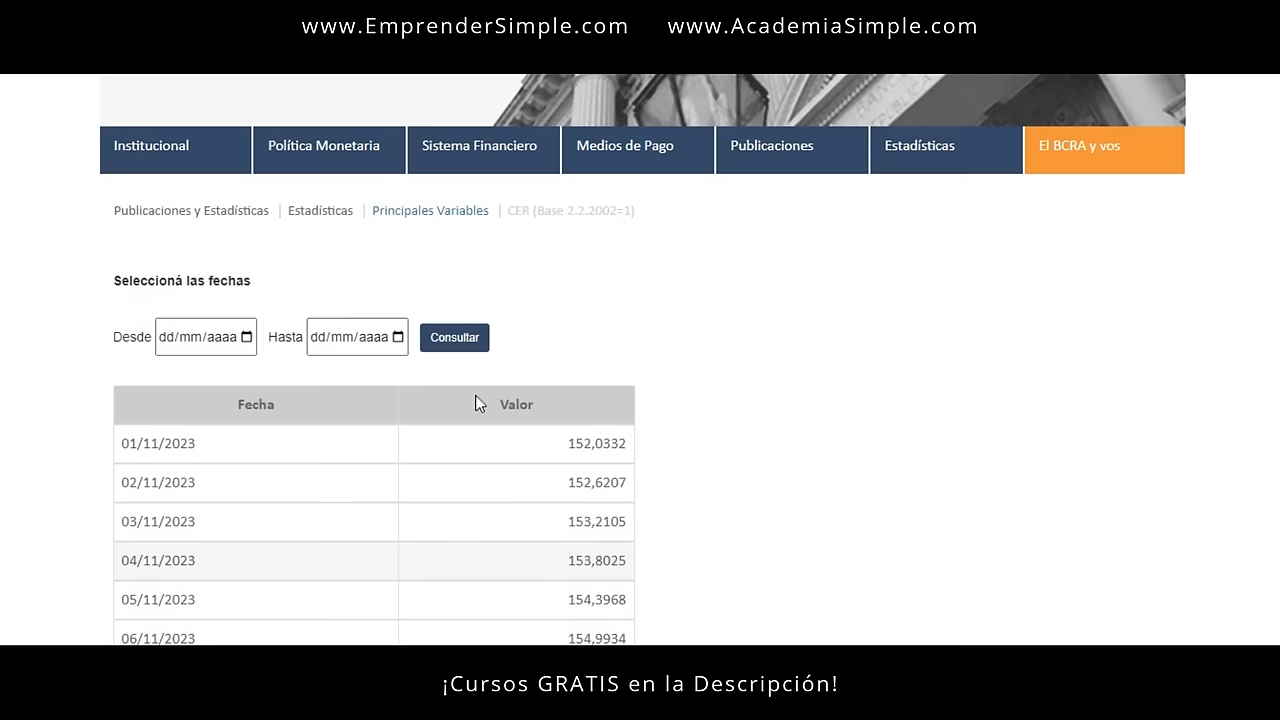 www.EmprenderSimple.com www.AcademiaSimple.com
Institucional Política Monetaria Sistema Financiero Medios de Pago Publicaciones Estadísticas El BCRA y vos
Publicaciones y Estadísticas | Estadísticas | Principales Variables | CER (Base 2.2.2002=1)
Seleccioná las fechas
Desde dd/mm/aaaa Hasta dd/mm/aaaa Consultar
Fecha Valor
01/11/2023 152,0332
02/11/2023 152,6207
03/11/2023 153,2105
04/11/2023 153,8025
05/11/2023 154,3968
06/11/2023 154,9934
¡Cursos GRATIS en la Descripción!